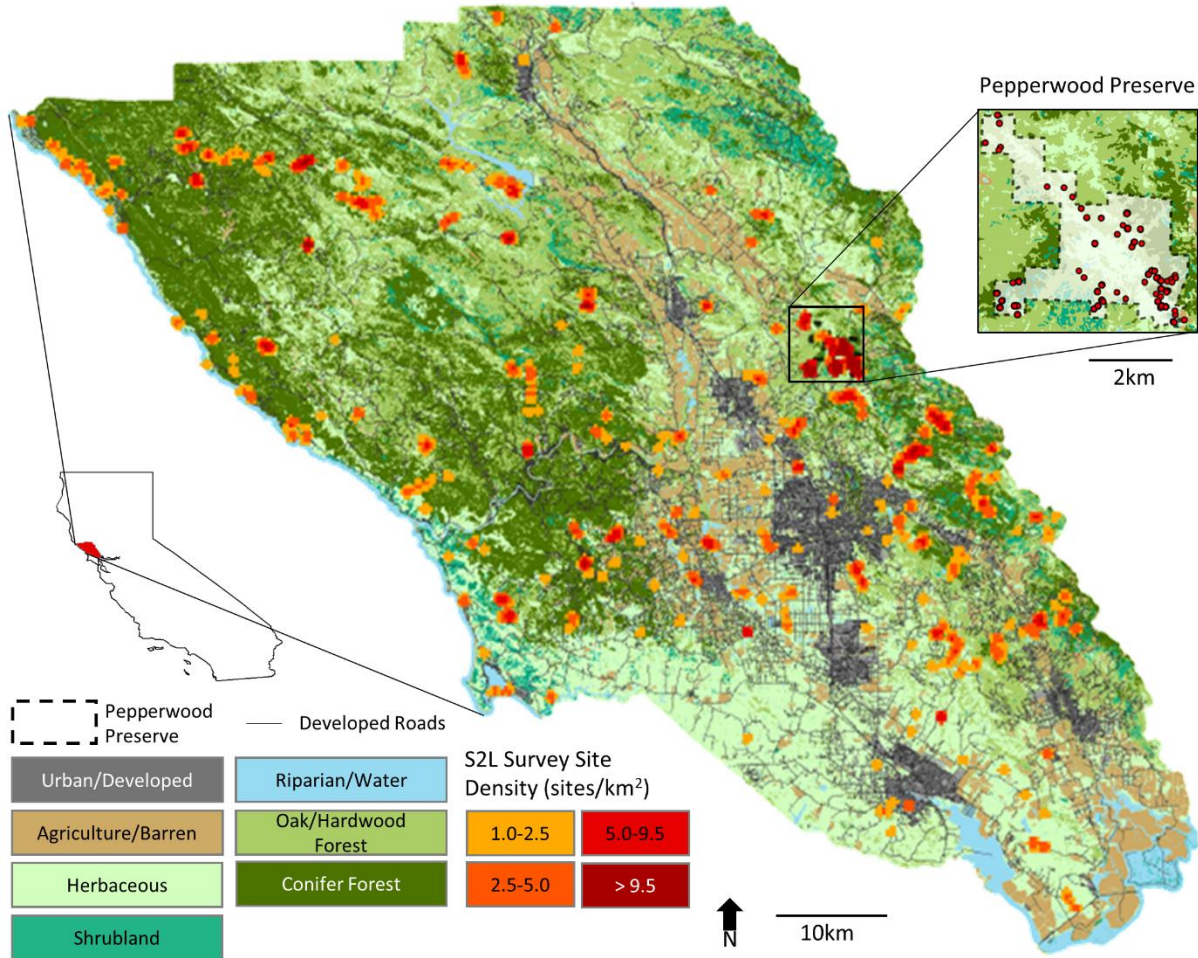 Pepperwood Preserve
2km
Pepperwood
Preserve
Developed Roads
Urban/Developed
Riparian/Water
Agriculture/Barren
Oak/Hardwood
Forest
Herbaceous
Conifer Forest
Shrubland
S2L Survey Site
Density (sites/km²)
1.0-2.5
5.0-9.5
2.5-5.0
> 9.5
N
10km